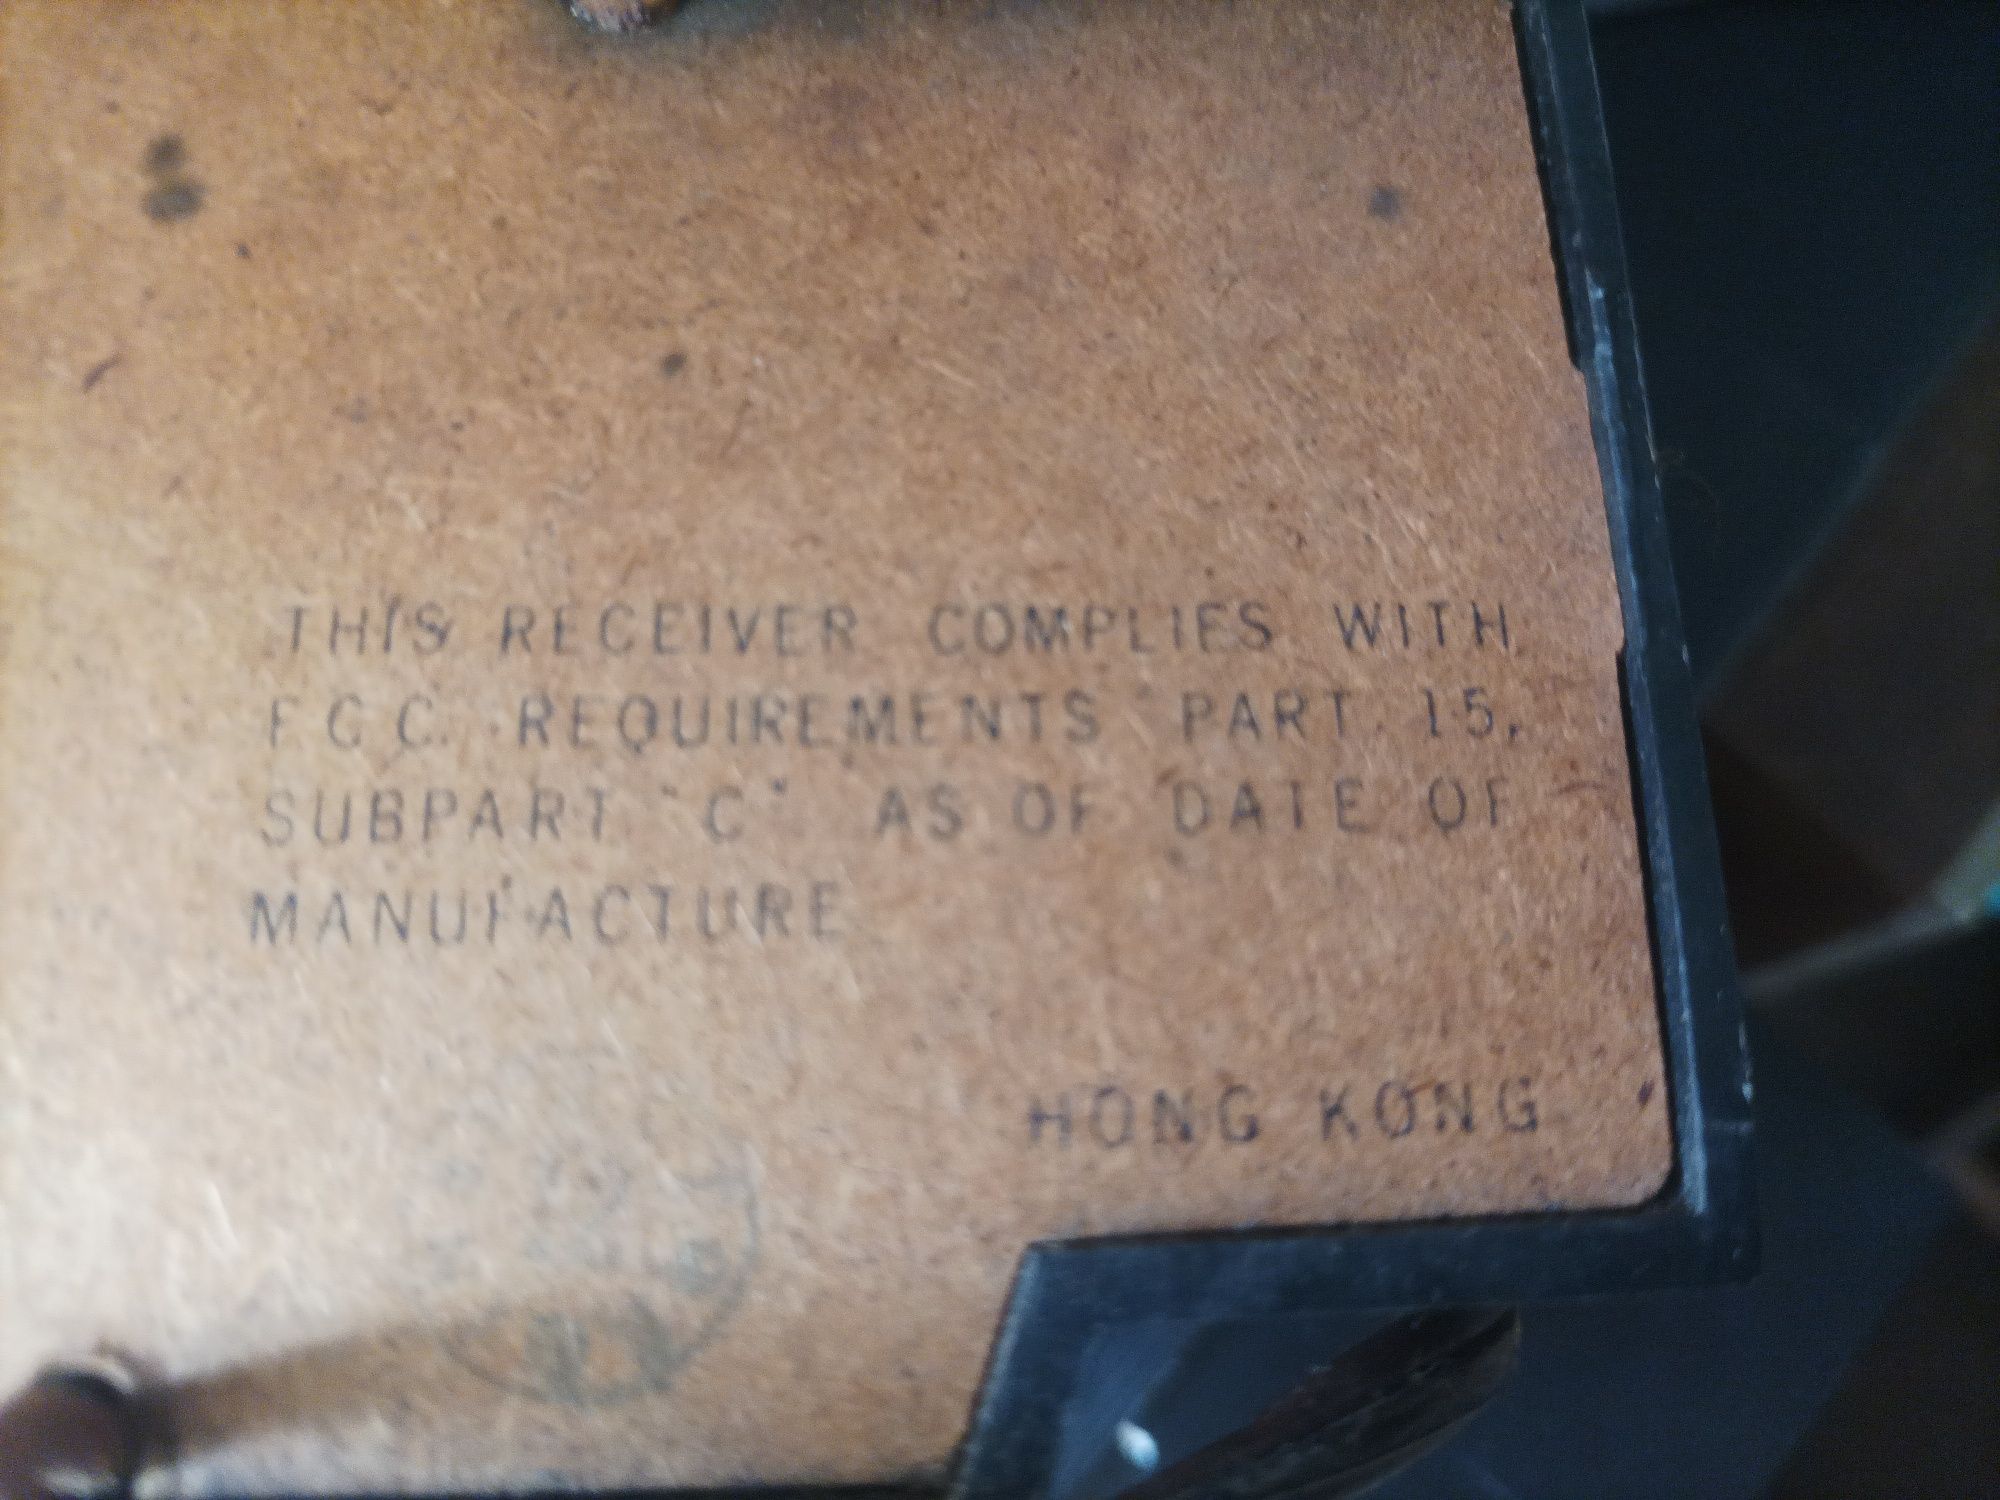 THIS RECEIVER COMPLIES WITH
F.C.C. REQUIREMENTS PART 15,
SUBPART "C" AS OF DATE OF
MANUFACTURE
HONG KONG